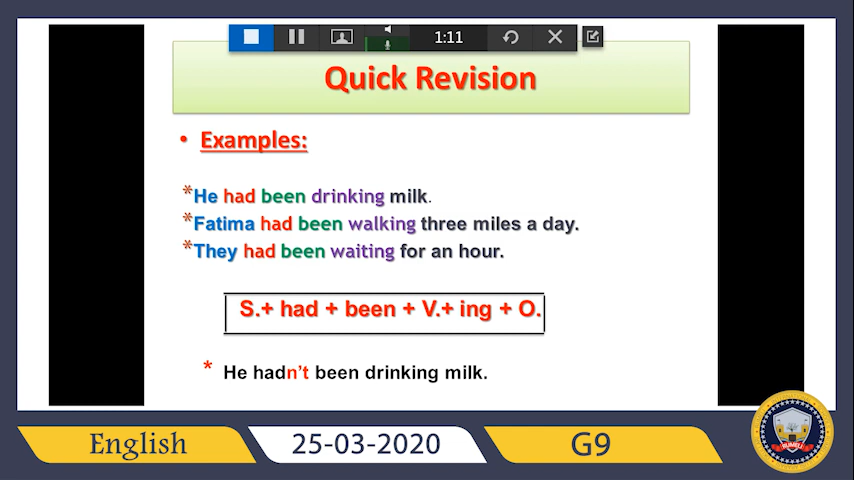 1:11
Quick Revision
• Examples:
*He had been drinking milk.
*Fatima had been walking three miles a day.
*They had been waiting for an hour.
S.+ had + been + V.+ ing + O.
* He hadn't been drinking milk.
English 25-03-2020 G9